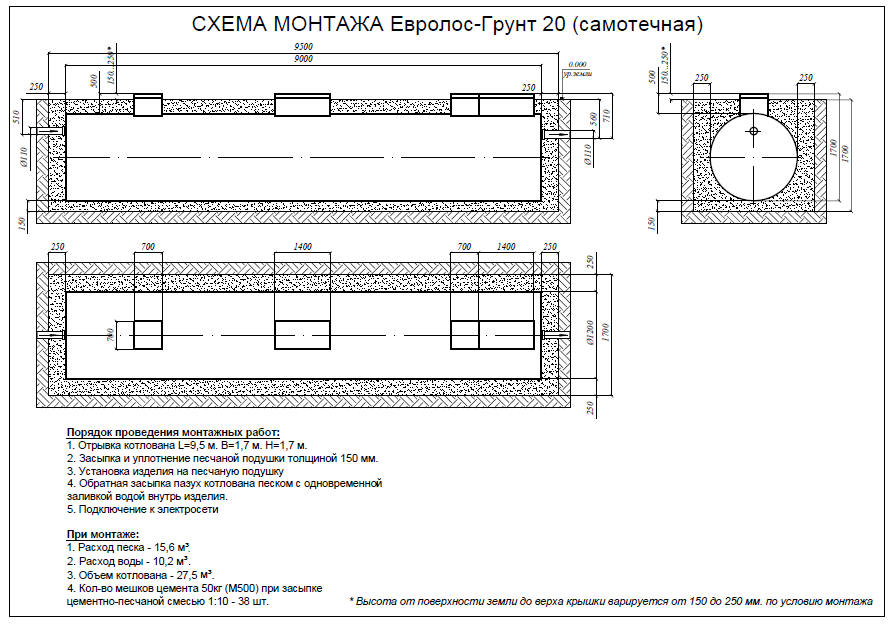 СХЕМА МОНТАЖА Евролос-Грунт 20 (самотечная)
9500
9000
250
500
150...250*
250
0.000
ур.земли
510
Ø110
150
560
710
Ø110
500
150...250*
250
250
1700
1700
150
250
700
1400
700
1400
250
250
700
Ø1200
1700
250
Порядок проведения монтажных работ:
1. Отрывка котлована L=9,5 м. B=1,7 м. H=1,7 м.
2. Засыпка и уплотнение песчаной подушки толщиной 150 мм.
3. Установка изделия на песчаную подушку
4. Обратная засыпка пазух котлована песком с одновременной
заливкой водой внутрь изделия.
5. Подключение к электросети
При монтаже:
1. Расход песка - 15,6 м³.
2. Расход воды - 10,2 м³.
3. Объем котлована - 27,5 м³.
4. Кол-во мешков цемента 50кг (М500) при засыпке
цементно-песчаной смесью 1:10 - 38 шт.
* Высота от поверхности земли до верха крышки варируется от 150 до 250 мм. по условию монтажа